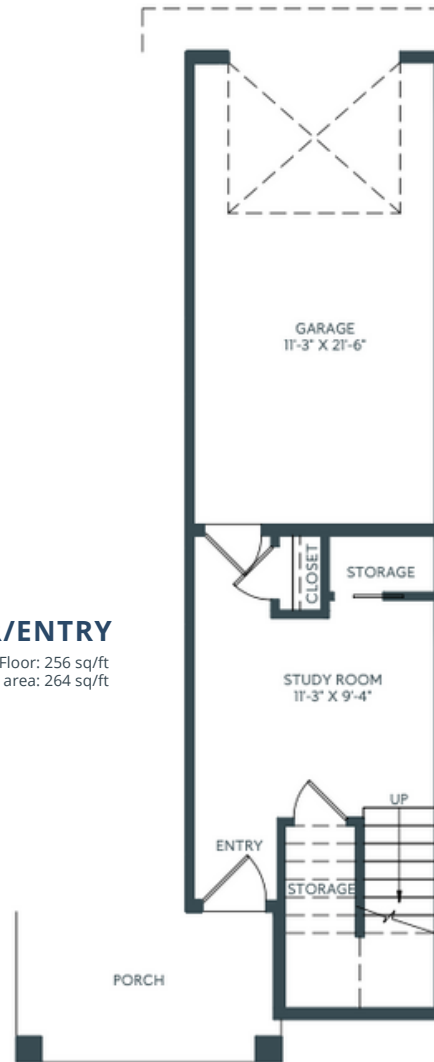 GARAGE
11'-3" X 21'-6"
CLOSET
STORAGE
/ENTRY
Floor: 256 sq/ft
area: 264 sq/ft
STUDY ROOM
11'-3" X 9'-4"
UP
ENTRY
STORAGE
PORCH